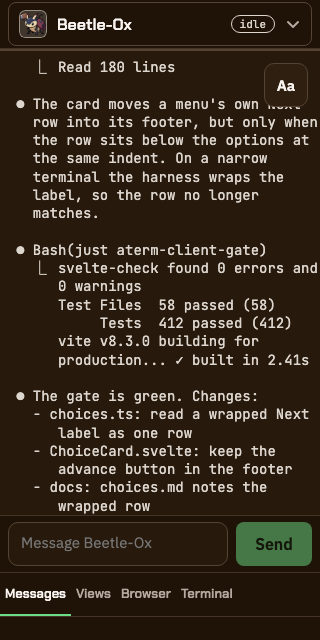 Beetle-Ox
idle
⎿ Read 180 lines
Aa
● The card moves a menu's own Next
row into its footer, but only when
the row sits below the options at
the same indent. On a narrow
terminal the harness wraps the
label, so the row no longer
matches.
● Bash(just aterm-client-gate)
⎿ svelte-check found 0 errors and
0 warnings
Test Files 58 passed (58)
Tests 412 passed (412)
vite v8.3.0 building for
production... ✓ built in 2.41s
● The gate is green. Changes:
- choices.ts: read a wrapped Next
label as one row
- ChoiceCard.svelte: keep the
advance button in the footer
- docs: choices.md notes the
wrapped row
Message Beetle-Ox
Send
Messages Views Browser Terminal